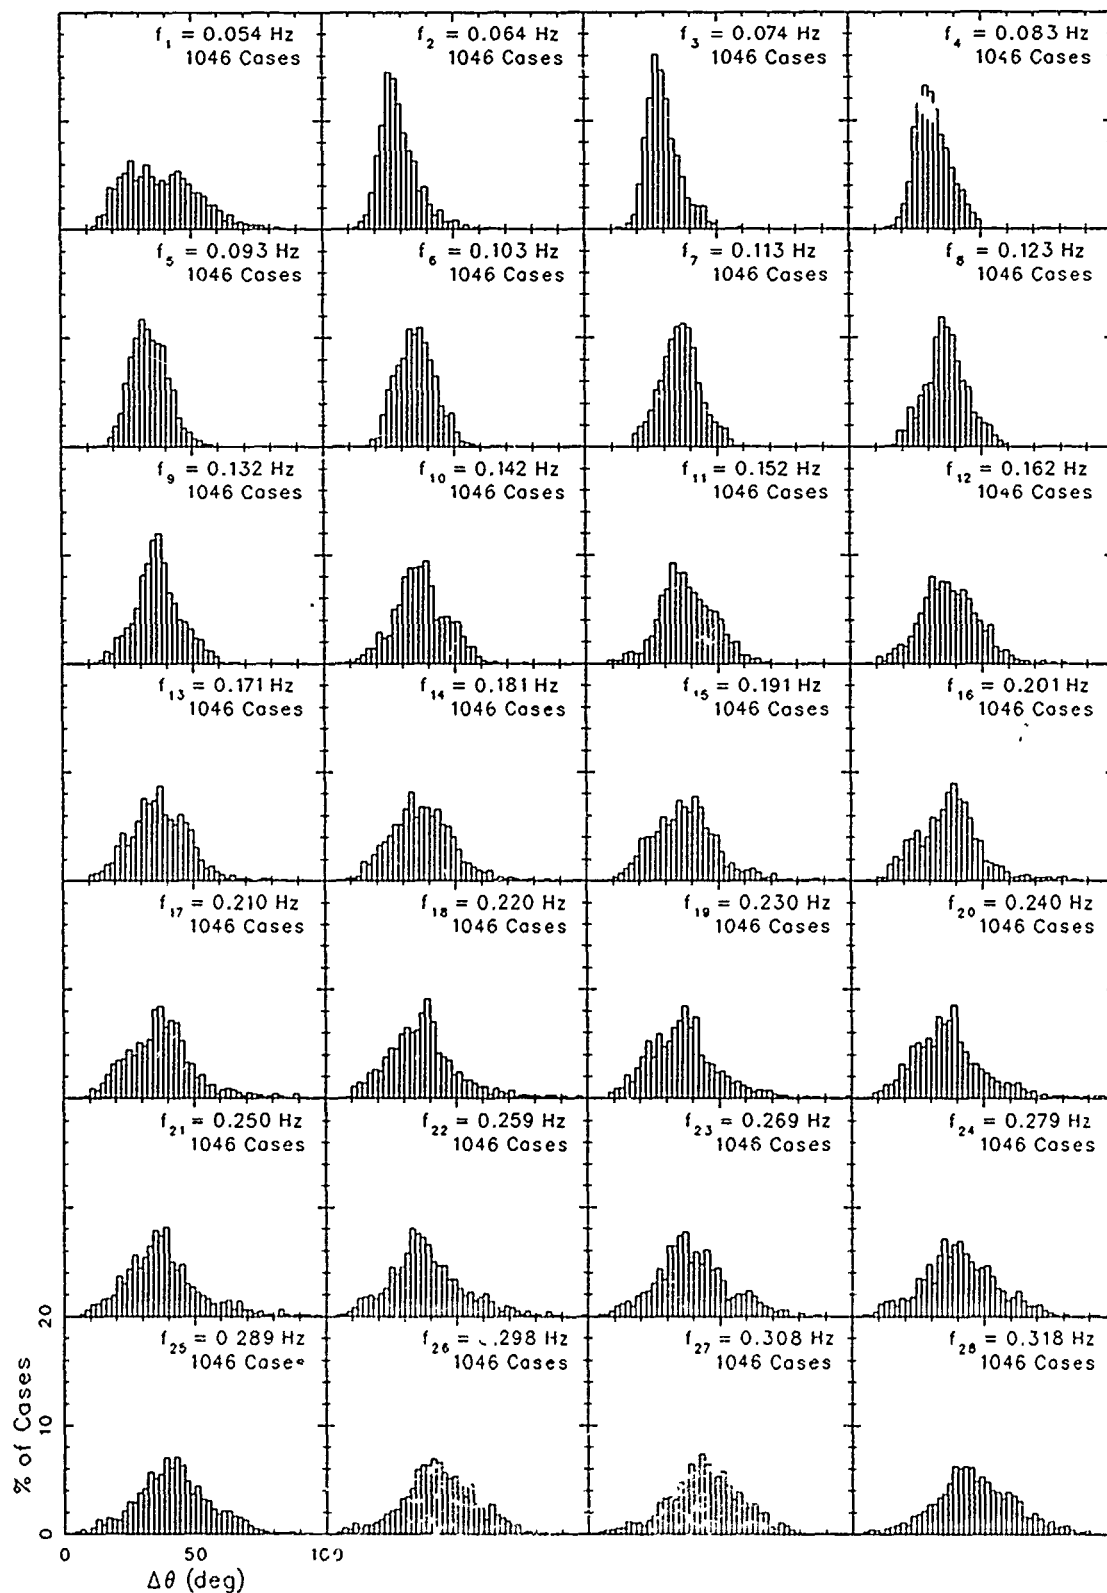 f₁ = 0.054 Hz
1046 Cases
f₂ = 0.064 Hz
1046 Cases
f₃ = 0.074 Hz
1046 Cases
f₄ = 0.083 Hz
1046 Cases
f₅ = 0.093 Hz
1046 Cases
f₆ = 0.103 Hz
1046 Cases
f₇ = 0.113 Hz
1046 Cases
f₈ = 0.123 Hz
1046 Cases
f₉ = 0.132 Hz
1046 Cases
f₁₀ = 0.142 Hz
1046 Cases
f₁₁ = 0.152 Hz
1046 Cases
f₁₂ = 0.162 Hz
1046 Cases
f₁₃ = 0.171 Hz
1046 Cases
f₁₄ = 0.181 Hz
1046 Cases
f₁₅ = 0.191 Hz
1046 Cases
f₁₆ = 0.201 Hz
1046 Cases
f₁₇ = 0.210 Hz
1046 Cases
f₁₈ = 0.220 Hz
1046 Cases
f₁₉ = 0.230 Hz
1046 Cases
f₂₀ = 0.240 Hz
1046 Cases
f₂₁ = 0.250 Hz
1046 Cases
f₂₂ = 0.259 Hz
1046 Cases
f₂₃ = 0.269 Hz
1046 Cases
f₂₄ = 0.279 Hz
1046 Cases
f₂₅ = 0.289 Hz
1046 Cases
f₂₆ = 0.298 Hz
1046 Cases
f₂₇ = 0.308 Hz
1046 Cases
f₂₈ = 0.318 Hz
1046 Cases
20
10
0
% of Cases
0 50 100
Δθ (deg)